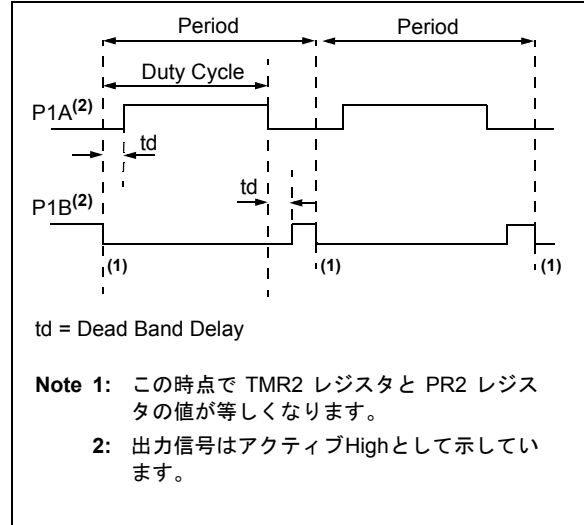 Period Period
Duty Cycle
P1A(2)
td
td
P1B(2)
(1) (1) (1)
td = Dead Band Delay
Note 1: この時点で TMR2 レジスタと PR2 レジス
タの値が等しくなります。
2: 出力信号はアクティブHighとして示してい
ます。